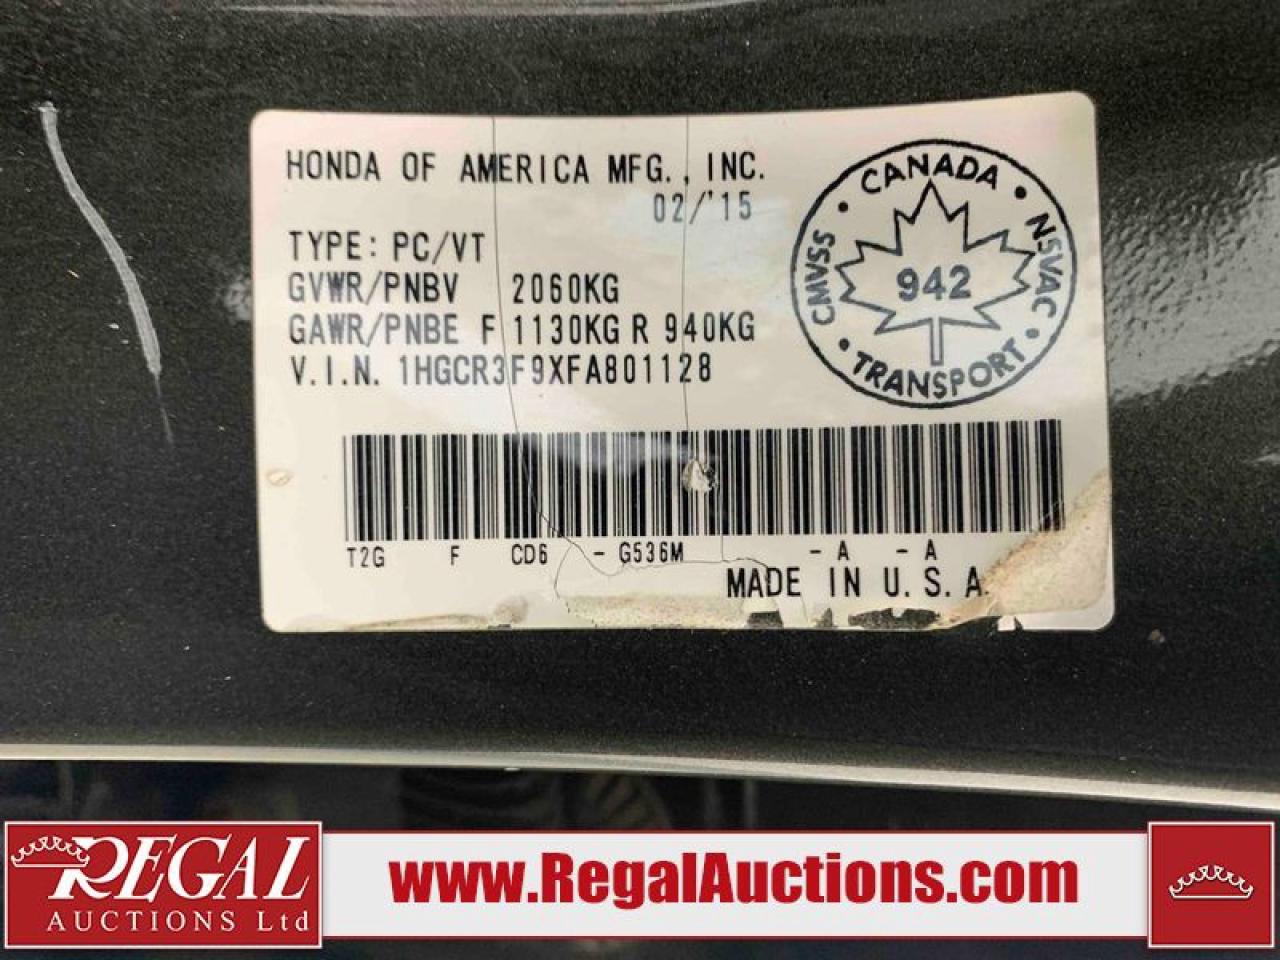 HONDA OF AMERICA MFG., INC.
02/'15
TYPE: PC/VT
GVWR/PNBV 2060KG
GAWR/PNBE F 1130KG R 940KG
V.I.N. 1HGCR3F9XFA801128
CANADA
CMVSS
NSVAC
942
TRANSPORT
T2G F CD6 - G536M - A - A
MADE IN U.S.A.
REGAL
AUCTIONS Ltd
www.RegalAuctions.com